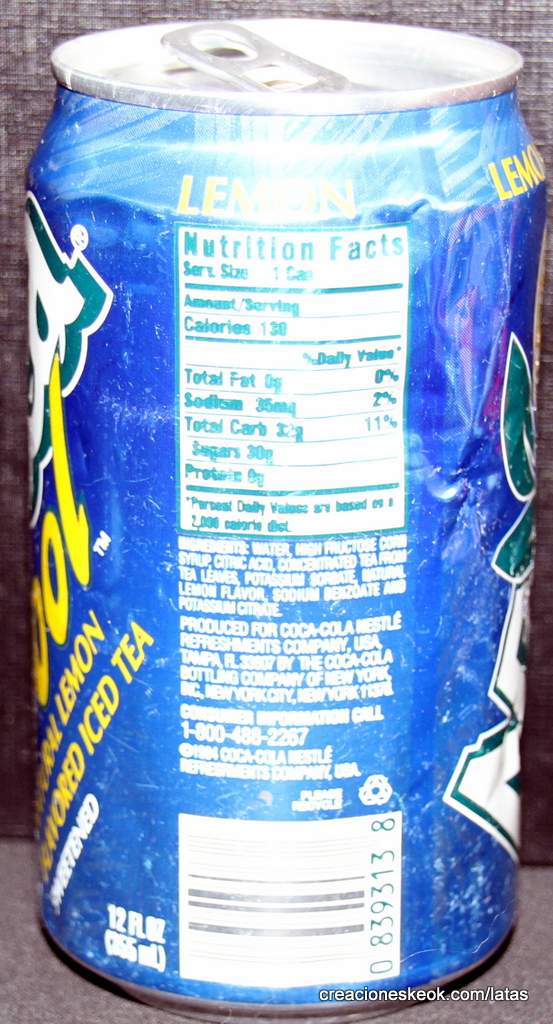 LEMON
LEMO
Nutrition Facts
Serv. Size 1 Can
Amount/Serving
Calories 130
%Daily Value*
Total Fat 0g 0%
Sodium 35mg 2%
Total Carb 32g 11%
Sugars 30g
Protein 0g
*Percent Daily Values are based on a
2,000 calorie diet.
INGREDIENTS: WATER, HIGH FRUCTOSE CORN
SYRUP, CITRIC ACID, CONCENTRATED TEA FROM
TEA LEAVES, POTASSIUM SORBATE, NATURAL
LEMON FLAVOR, SODIUM BENZOATE AND
POTASSIUM CITRATE.
PRODUCED FOR COCA-COLA NESTLÉ
REFRESHMENTS COMPANY, USA
TAMPA, FL 33607 BY THE COCA-COLA
BOTTLING COMPANY OF NEW YORK,
INC., NEW YORK CITY, NEW YORK
CONSUMER INFORMATION CALL
1-800-488-2267
©1994 COCA-COLA NESTLÉ
REFRESHMENTS COMPANY, USA.
PLEASE
RECYCLE
®
ool
TM
RAL LEMON
FLAVORED ICED TEA
SWEETENED
12 FL OZ
(355 mL)
0 839313 8
creacioneskeok.com/latas